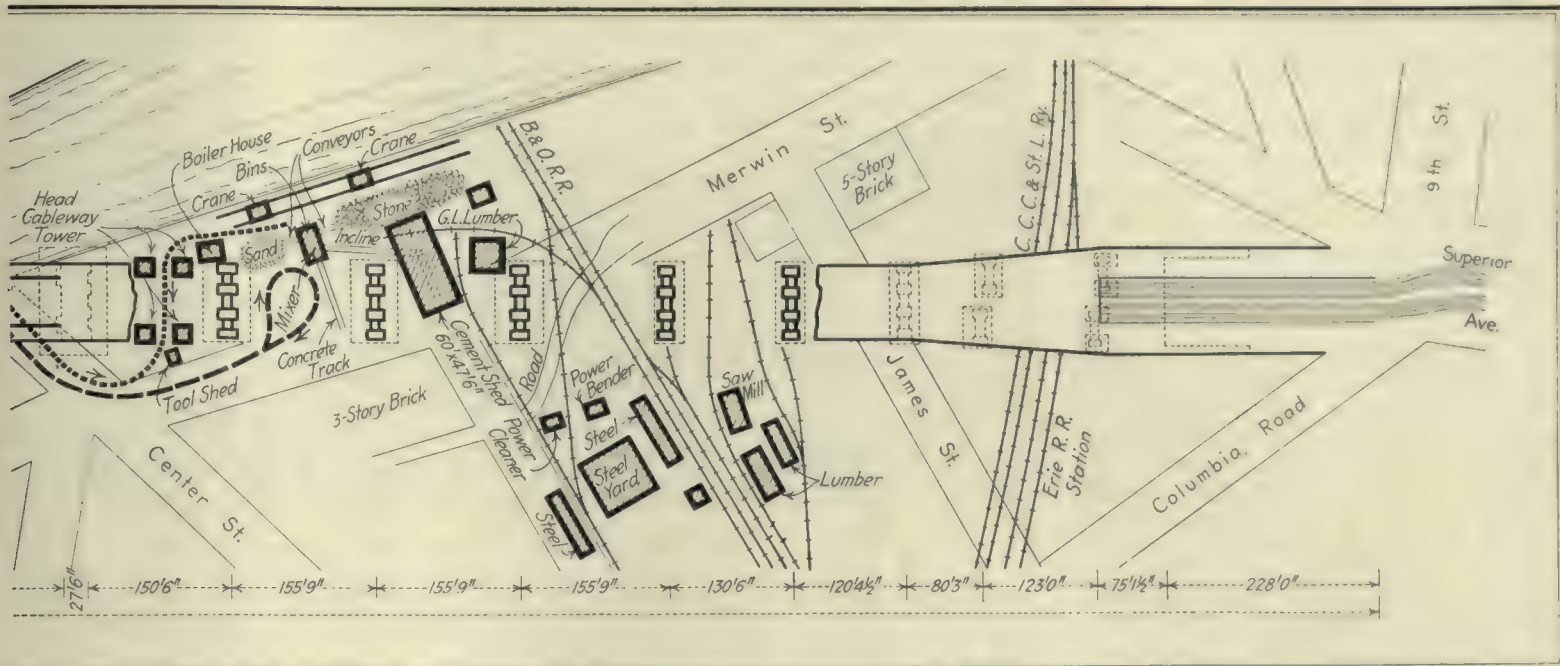 Boiler House
Bins
Conveyors
Crane
Crane
Head
Cableway
Tower
Sand
Incline
Stone
G.L. Lumber
B. & O. R. R.
Merwin St.
5-Story
Brick
C. C. C. & St. L. Ry.
9th St.
Superior
Ave.
Mixer
Concrete
Track
Tool Shed
3-Story Brick
Cement Shed
60'x47'6"
Road
Power
Bender
Power
Cleaner
Steel
Steel
Yard
Steel
Saw
Mill
Lumber
James St.
Erie R. R.
Station
Columbia Road
Center St.
27'6"
150'6"
155'9"
155'9"
155'9"
130'6"
120'4½"
80'3"
123'0"
75'1½"
228'0"